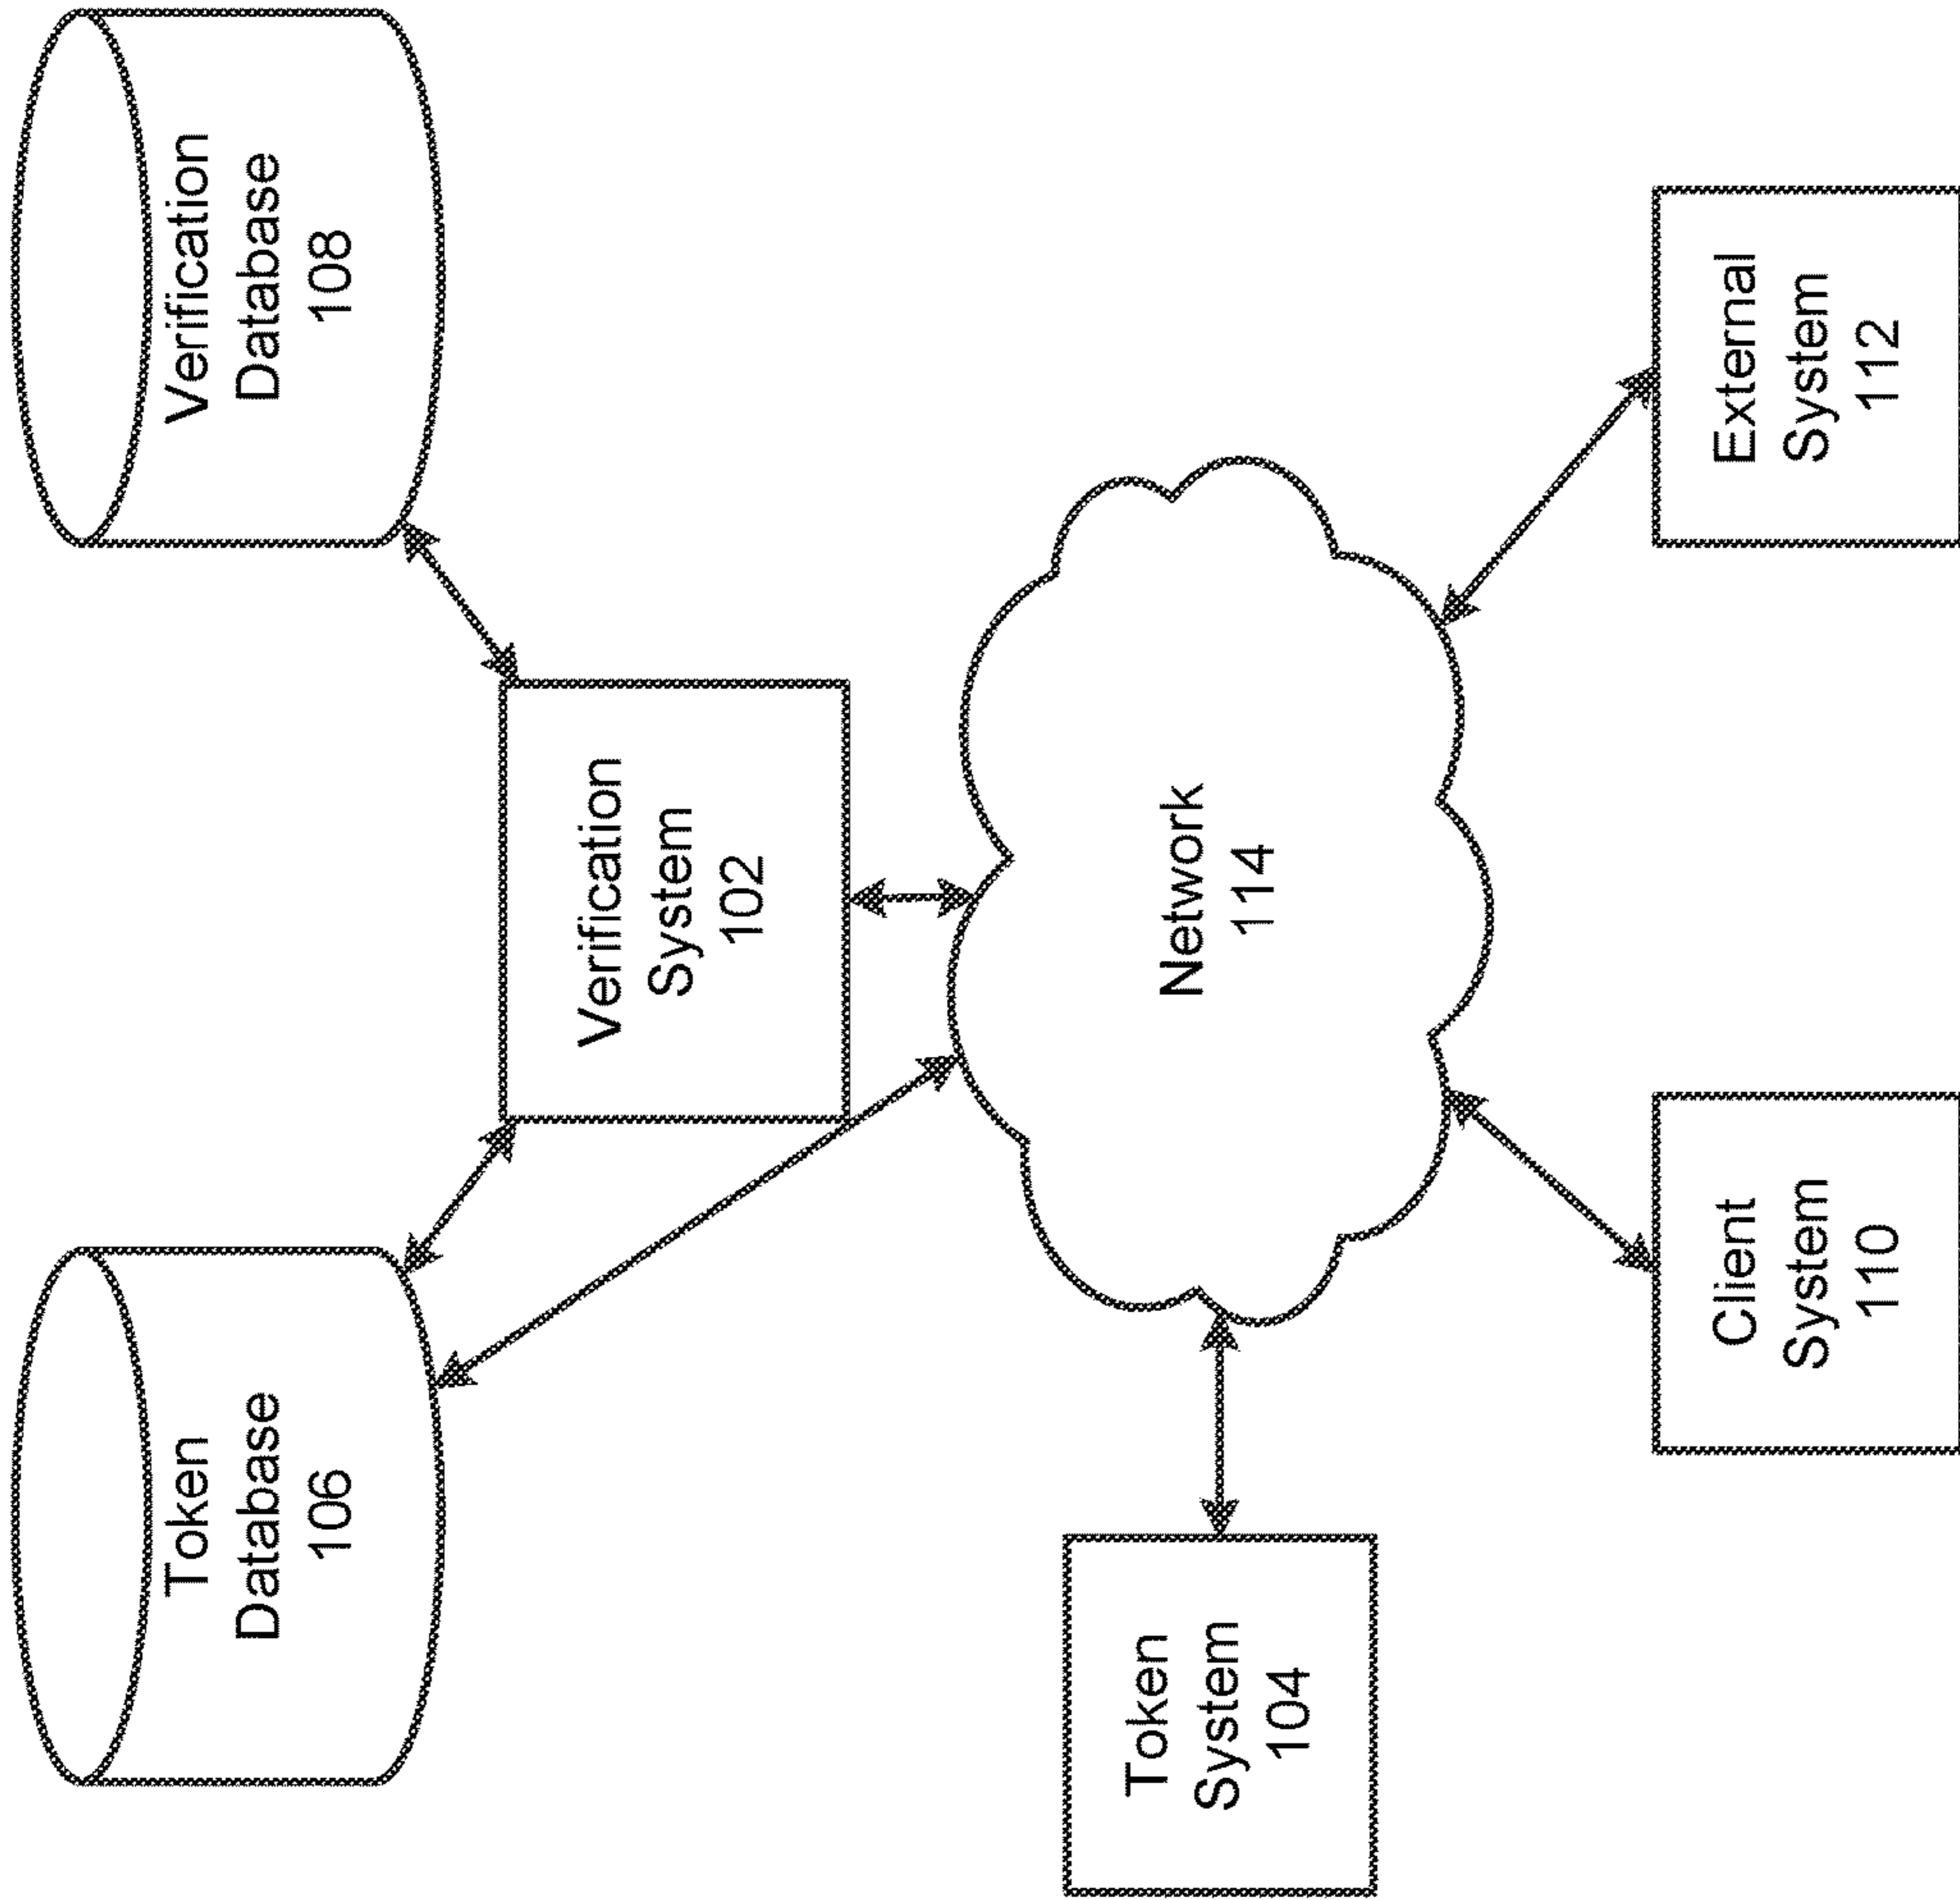 Token
Database
106
Verification
Database
108
Verification
System
102
Network
114
Token
System
104
Client
System
110
External
System
112